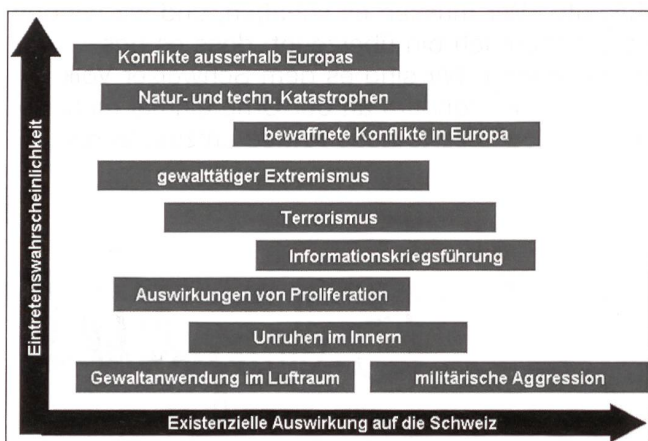 Konflikte ausserhalb Europas
Natur- und techn. Katastrophen
bewaffnete Konflikte in Europa
gewalttätiger Extremismus
Terrorismus
Informationskriegsführung
Auswirkungen von Proliferation
Unruhen im Innern
Gewaltanwendung im Luftraum
militärische Aggression
Eintretenswahrscheinlichkeit
Existenzielle Auswirkung auf die Schweiz